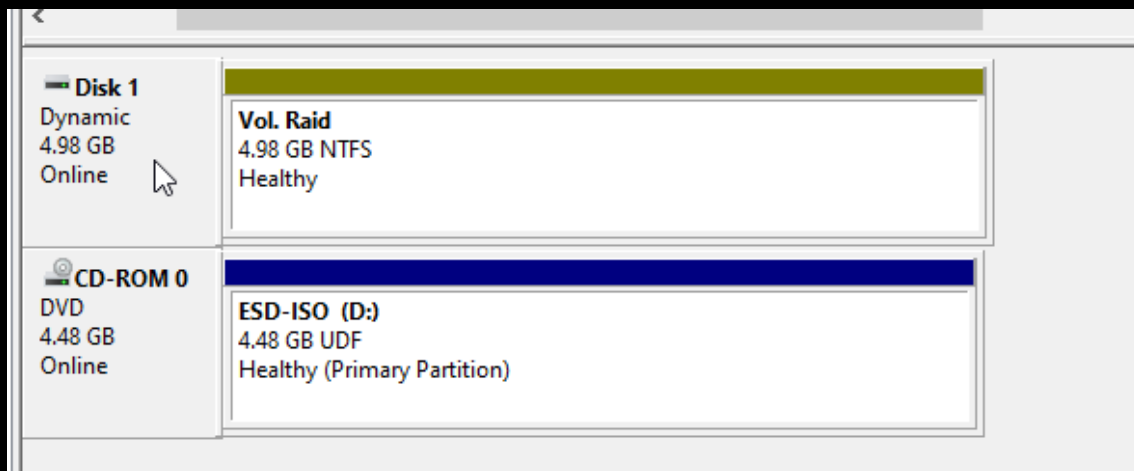 Disk 1
Dynamic
4.98 GB
Online
Vol. Raid
4.98 GB NTFS
Healthy
CD-ROM 0
DVD
4.48 GB
Online
ESD-ISO (D:)
4.48 GB UDF
Healthy (Primary Partition)